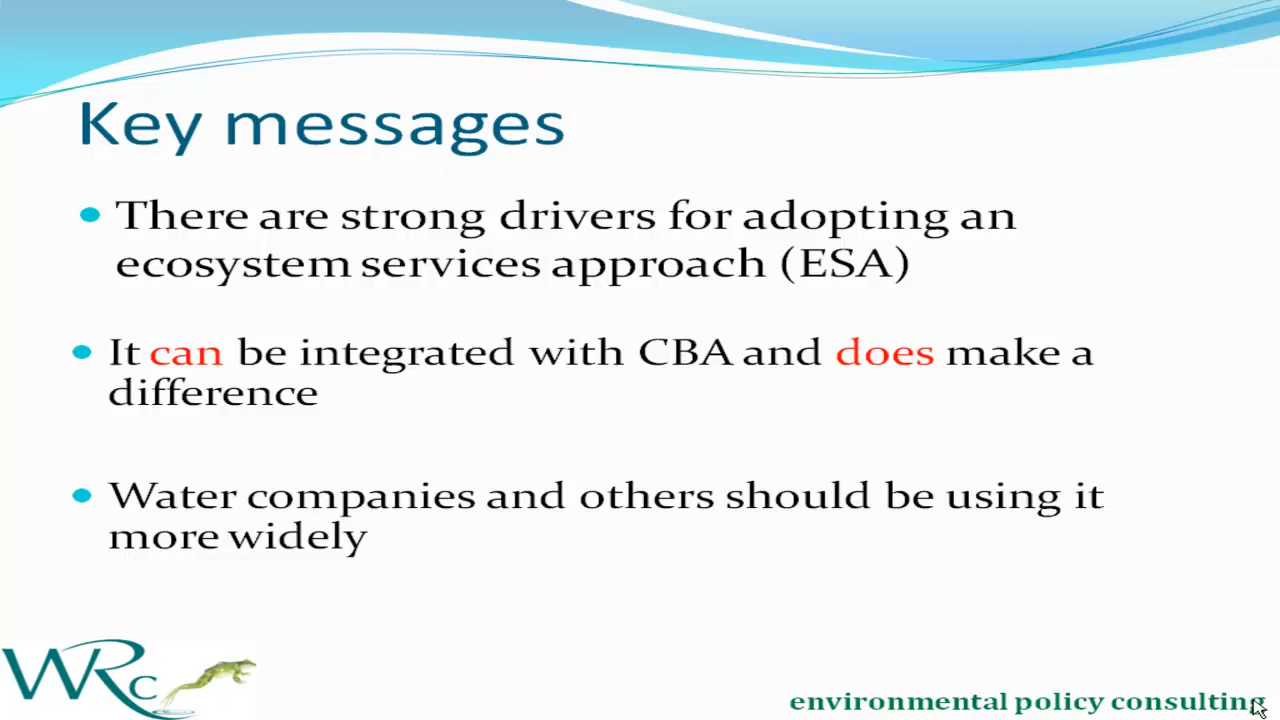 Key messages
There are strong drivers for adopting an
ecosystem services approach (ESA)
It can be integrated with CBA and does make a
difference
Water companies and others should be using it
more widely
WRc
environmental policy consulting